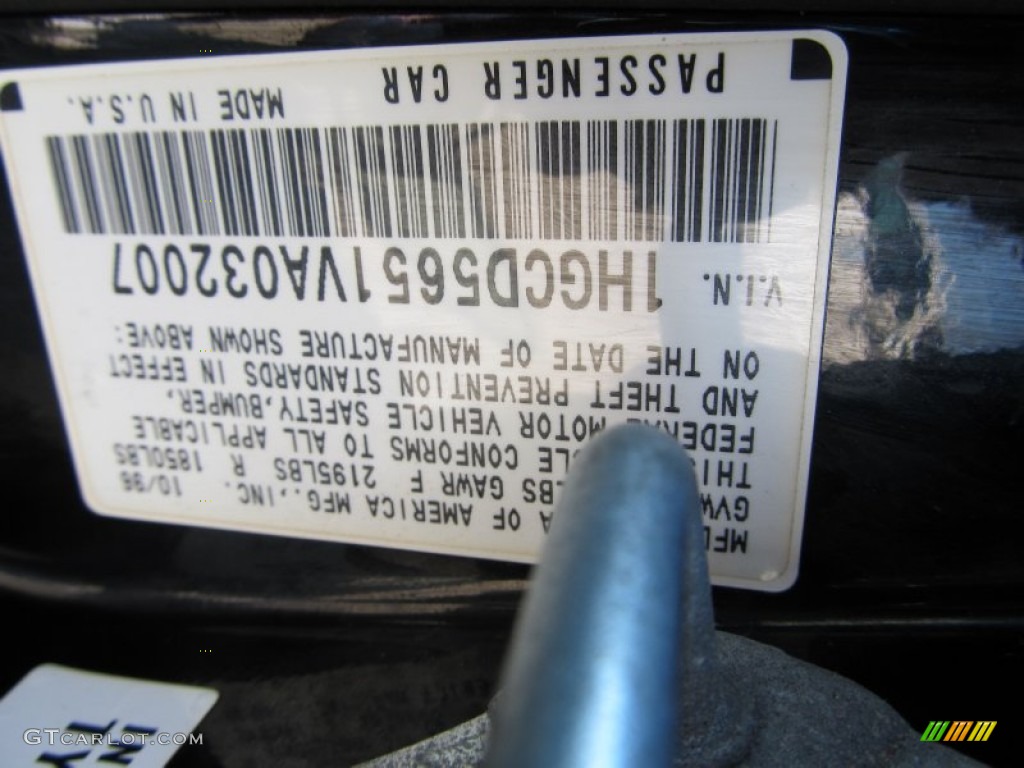 MFD A OF AMERICA MFG., INC. 10/96
GVW LBS GAWR F 2195LBS R 1850LBS
THIS LE CONFORMS TO ALL APPLICABLE
FEDERAL MOTOR VEHICLE SAFETY, BUMPER,
AND THEFT PREVENTION STANDARDS IN EFFECT
ON THE DATE OF MANUFACTURE SHOWN ABOVE:
V.I.N. 1HGCD5651VA032007
PASSENGER CAR MADE IN U.S.A.
GTCARLOT.COM